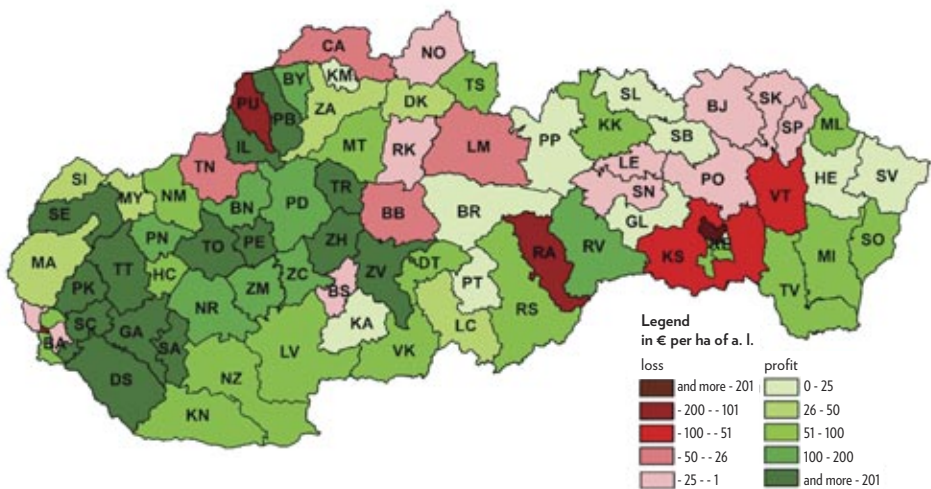 CA
NO
BY
KM
TS
PU
PB
ZA
DK
SL
BJ
SK
IL
MT
RK
LM
PP
KK
SB
SP
ML
TN
LE
PO
HE
SV
SI
MY
NM
TR
SN
VT
SE
BN
PD
BB
BR
GL
PN
TO
PE
ZH
ZV
DT
RA
RV
KS
SO
MA
TT
HC
ZC
PT
MI
PK
NR
ZM
BS
TV
SC
GA
KA
LC
RS
BA
SA
LV
VK
DS
NZ
KN
Legend
in € per ha of a. l.
loss profit
and more - 201 0 - 25
- 200 - - 101 26 - 50
- 100 - - 51 51 - 100
- 50 - - 26 100 - 200
- 25 - - 1 and more - 201